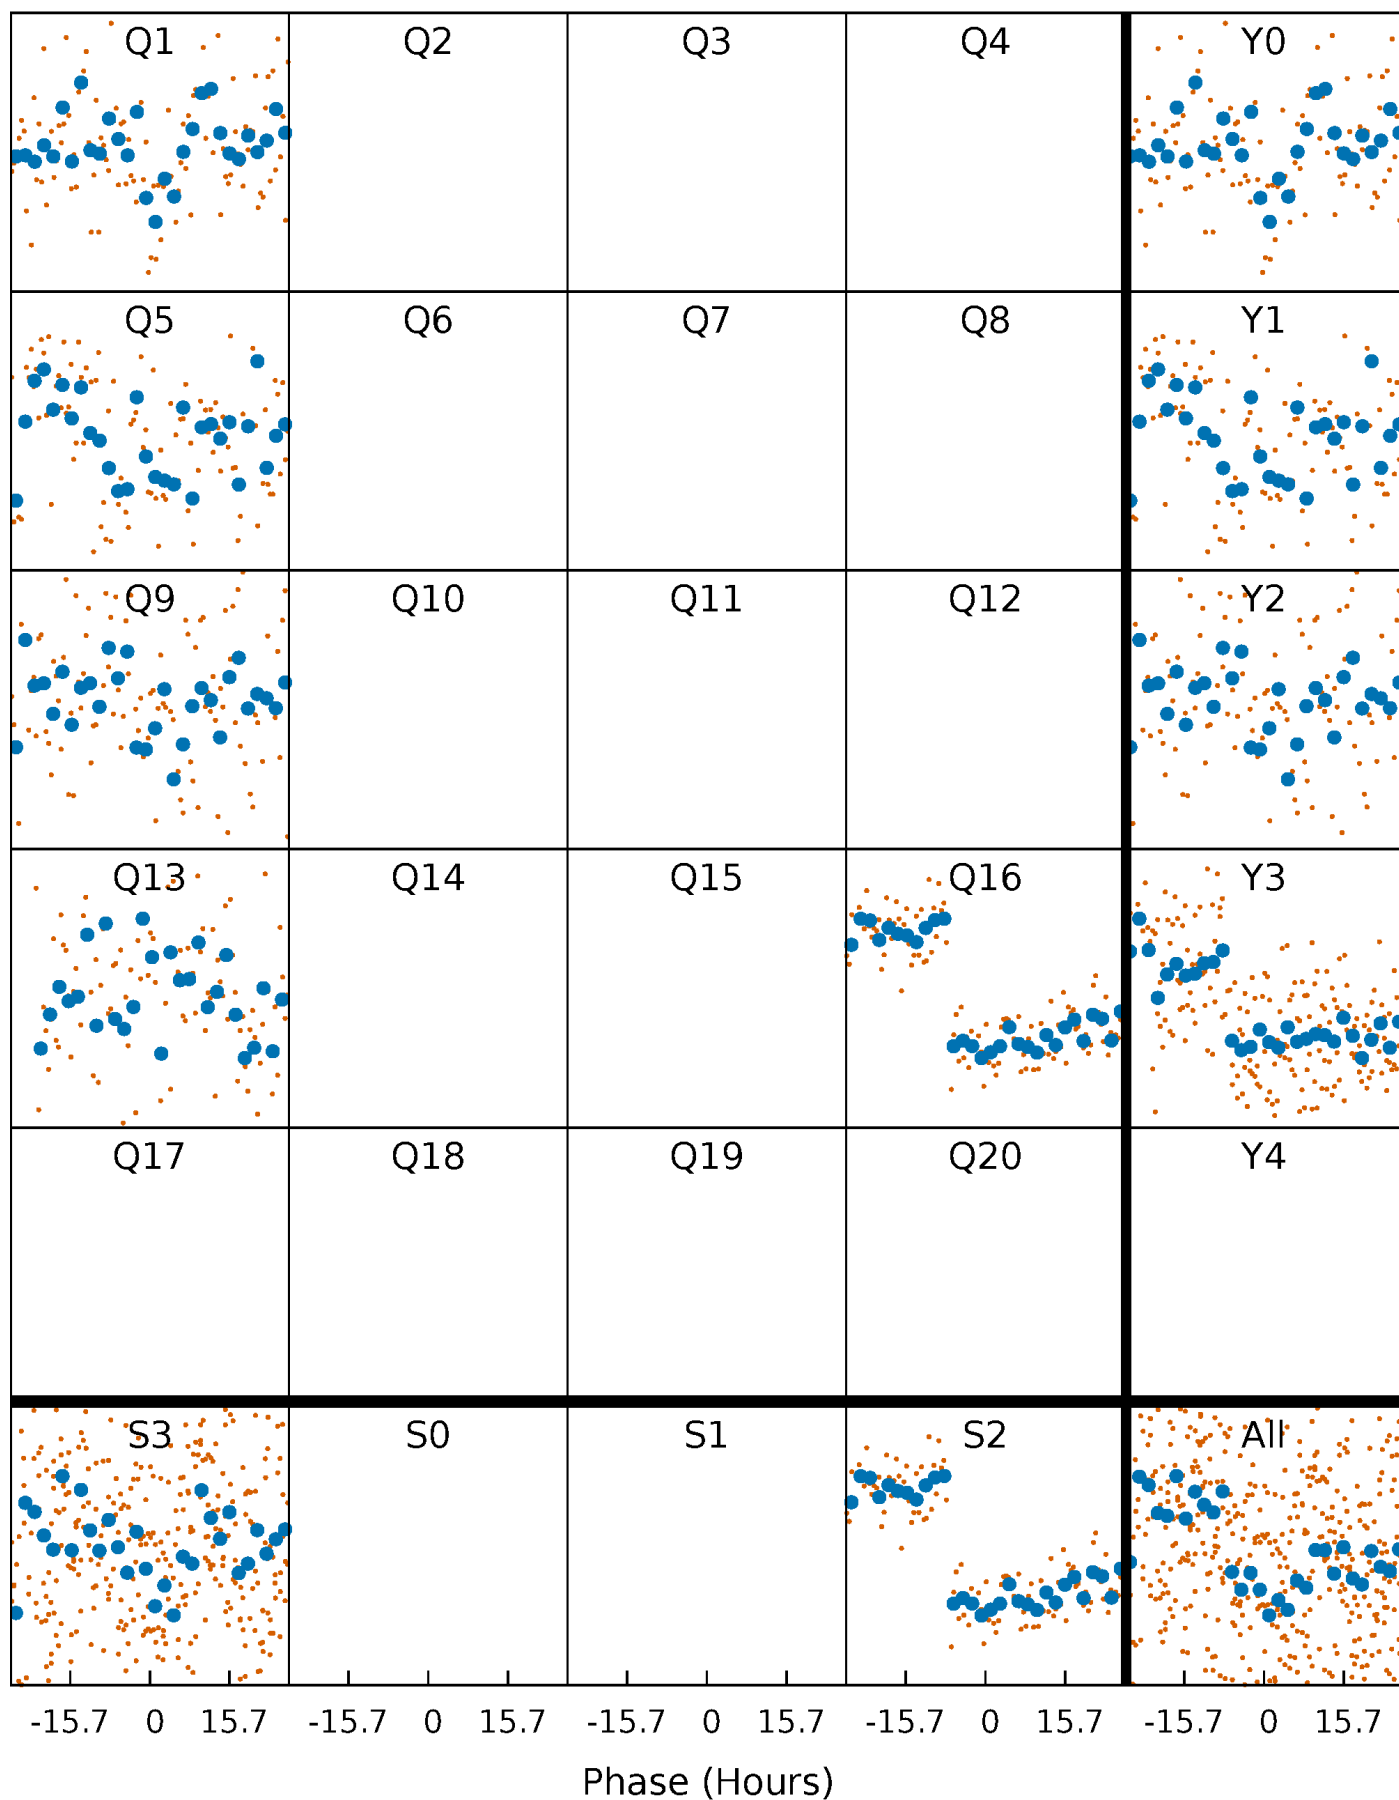 Q1 Q2 Q3 Q4 Y0
Q5 Q6 Q7 Q8 Y1
Q9 Q10 Q11 Q12 Y2
Q13 Q14 Q15 Q16 Y3
Q17 Q18 Q19 Q20 Y4
S3 S0 S1 S2 All
-15.7 0 15.7 -15.7 0 15.7 -15.7 0 15.7 -15.7 0 15.7 -15.7 0 15.7
Phase (Hours)